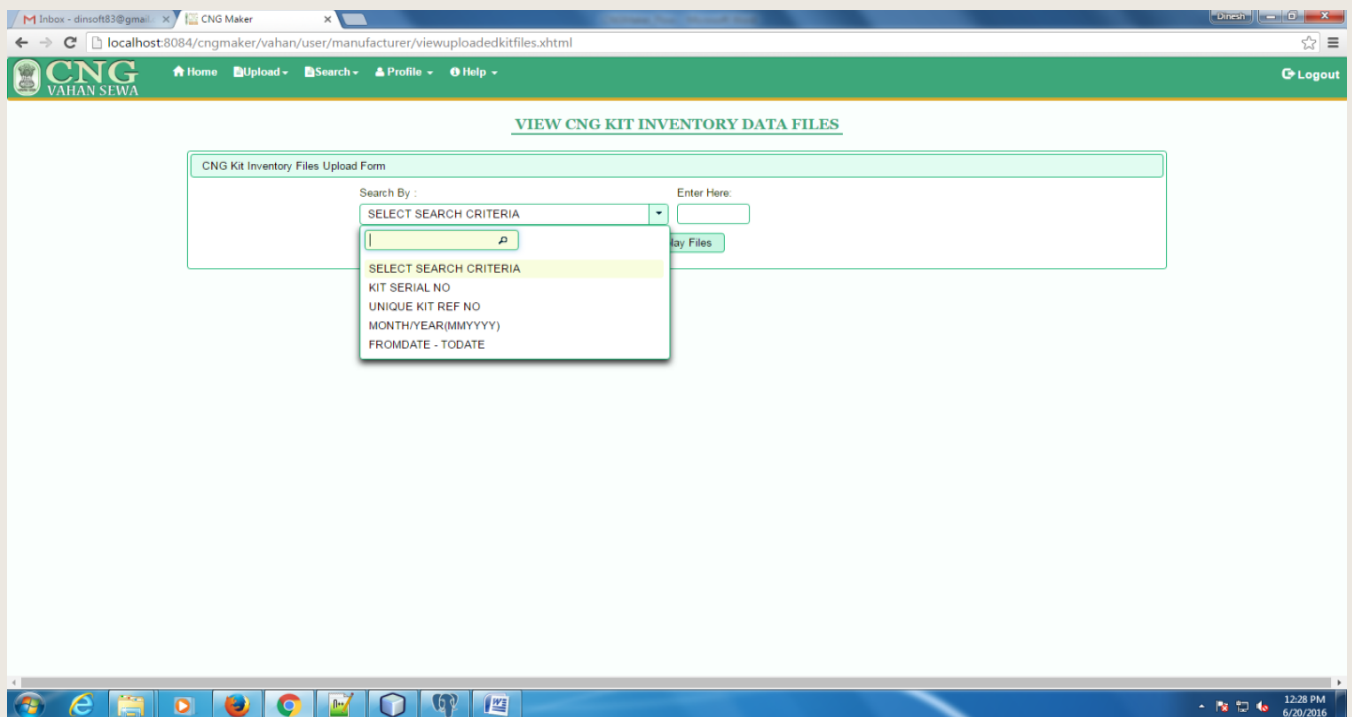 Inbox - dinsoft83@gmail.
CNG Maker
Dinesh
localhost:8084/cngmaker/vahan/user/manufacturer/viewuploadedkitfiles.xhtml
CNG
VAHAN SEWA
Home Upload Search Profile Help
Logout
VIEW CNG KIT INVENTORY DATA FILES
CNG Kit Inventory Files Upload Form
Search By :
Enter Here:
SELECT SEARCH CRITERIA
lay Files
SELECT SEARCH CRITERIA
KIT SERIAL NO
UNIQUE KIT REF NO
MONTH/YEAR(MMYYYY)
FROMDATE - TODATE
12:28 PM
6/20/2016